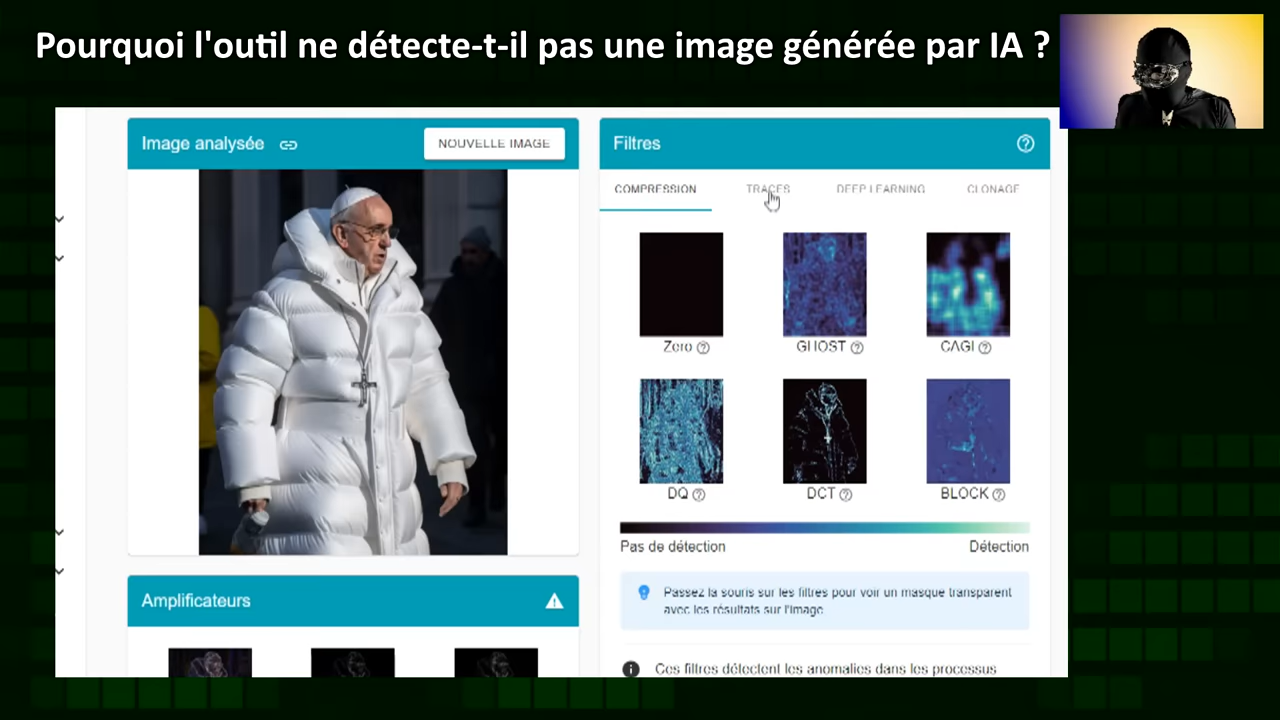 Pourquoi l'outil ne détecte-t-il pas une image générée par IA ?
Image analysée
NOUVELLE IMAGE
Filtres
COMPRESSION
TRACES
DEEP LEARNING
CLONAGE
Zero
GHOST
CAGI
DQ
DCT
BLOCK
Pas de détection
Détection
Passez la souris sur les filtres pour voir un masque transparent
avec les résultats sur l'image.
Amplificateurs
Ces filtres détectent les anomalies dans les processus